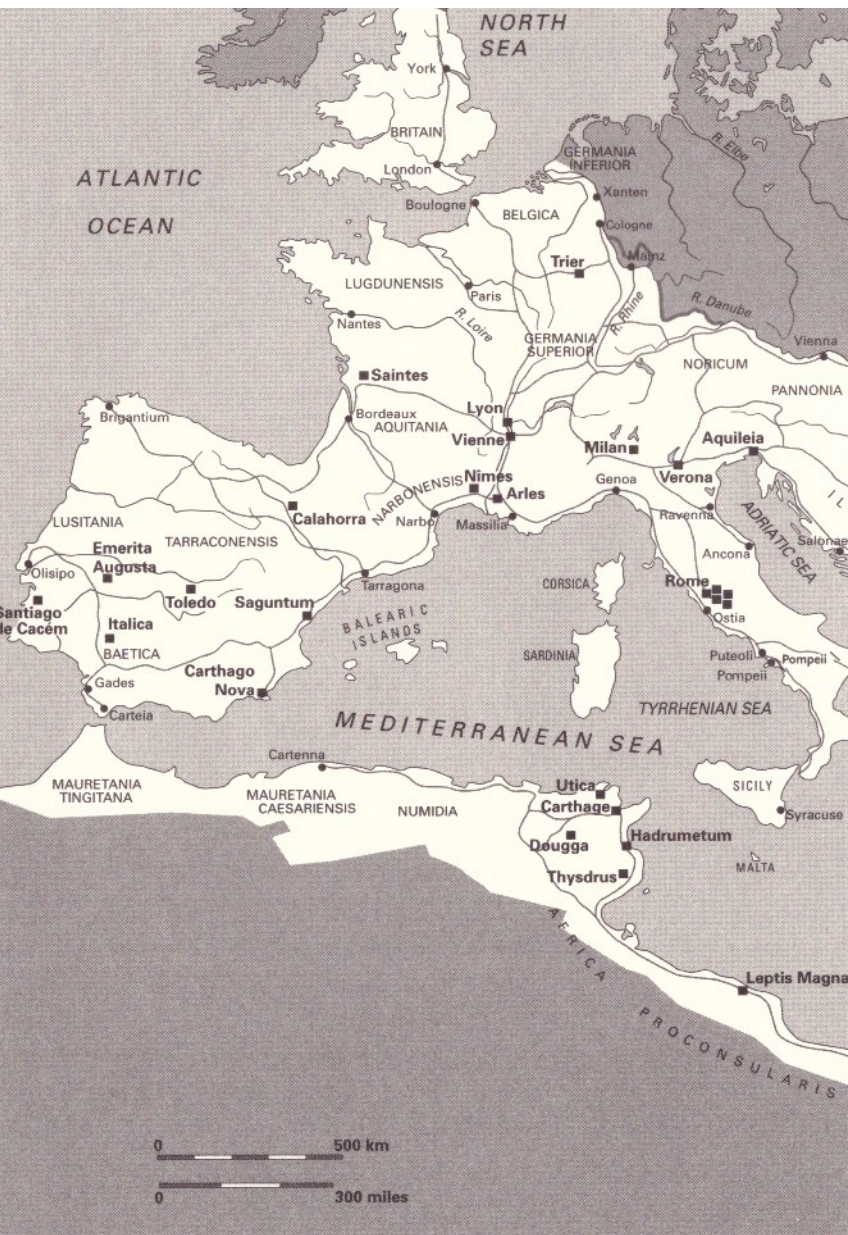 NORTH
SEA
York
BRITAIN
London
ATLANTIC
OCEAN
GERMANIA
INFERIOR
R. Elbe
Xanten
Boulogne
BELGICA
Cologne
Trier
Mainz
LUGDUNENSIS
Paris
R. Loire
R. Rhine
R. Danube
Nantes
GERMANIA
SUPERIOR
Vienna
NORICUM
PANNONIA
Saintes
Brigantium
Bordeaux
AQUITANIA
Lyon
Vienne
Milan
Aquileia
Verona
Nîmes
NARBONENSIS
Arles
Genoa
IL
Calahorra
Narbo
Massilia
Ravenna
ADRIATIC SEA
LUSITANIA
TARRACONENSIS
Salonae
Ancona
Emerita
Augusta
Olisipo
Tarragona
CORSICA
Rome
Toledo
Saguntum
BALEARIC
ISLANDS
Ostia
Santiago
de Cacém
Italica
BAETICA
SARDINIA
Puteoli
Pompeii
Pompeii
Carthago
Nova
Gades
Carteia
TYRRHENIAN SEA
MEDITERRANEAN SEA
Cartenna
MAURETANIA
TINGITANA
MAURETANIA
CAESARIENSIS
NUMIDIA
Utica
Carthage
SICILY
Syracuse
Dougga
Hadrumetum
MALTA
Thysdrus
AFRICA PROCONSULARIS
Leptis Magna
0 500 km
0 300 miles